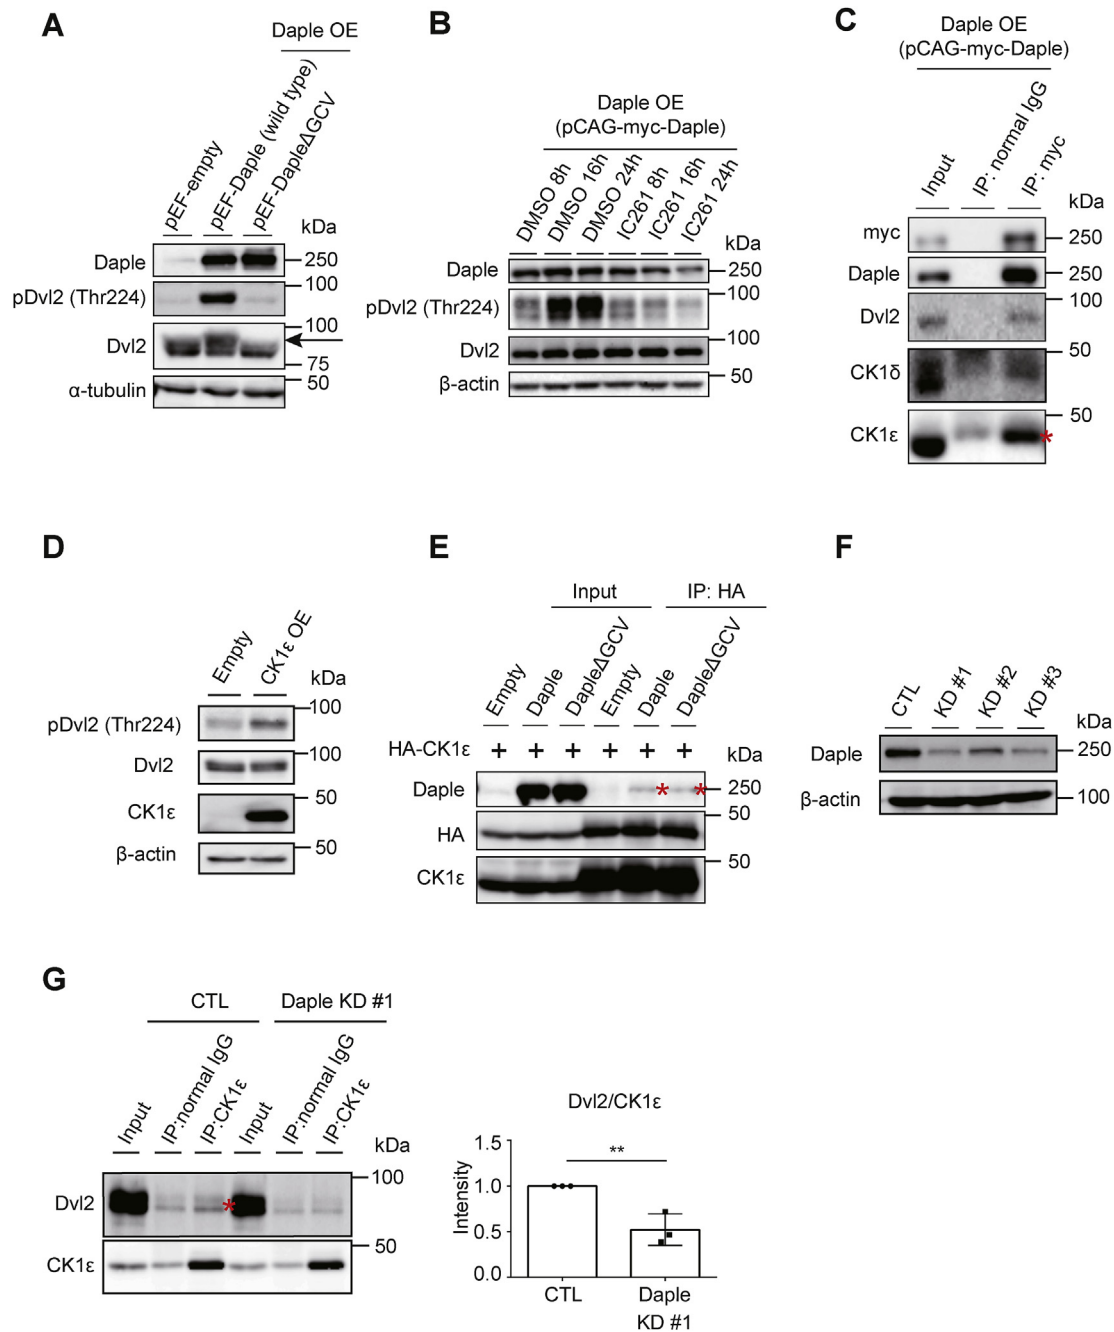 A
Daple OE
pEF-empty
pEF-Daple (wild type)
pEF-DapleΔGCV
kDa
Daple
250
pDvl2 (Thr224)
100
Dvl2
100
75
α-tubulin
50
B
Daple OE
(pCAG-myc-Daple)
DMSO 8h
DMSO 16h
DMSO 24h
IC261 8h
IC261 16h
IC261 24h
kDa
Daple
250
pDvl2 (Thr224)
100
Dvl2
100
β-actin
50
C
Daple OE
(pCAG-myc-Daple)
Input
IP: normal IgG
IP: myc
kDa
myc
250
Daple
250
Dvl2
100
CK1δ
50
CK1ε
50
*
D
Empty
CK1ε OE
kDa
pDvl2 (Thr224)
100
Dvl2
100
CK1ε
50
β-actin
50
E
Input
IP: HA
Empty
Daple
DapleΔGCV
Empty
Daple
DapleΔGCV
HA-CK1ε + + + + + +
kDa
Daple
* *
250
HA
50
CK1ε
50
F
CTL
KD #1
KD #2
KD #3
kDa
Daple
250
β-actin
100
G
CTL
Daple KD #1
Input
IP:normal IgG
IP:CK1ε
Input
IP:normal IgG
IP:CK1ε
kDa
Dvl2
*
100
CK1ε
50
Dvl2/CK1ε
**
Intensity
1.5
1.0
0.5
0.0
CTL
Daple
KD #1